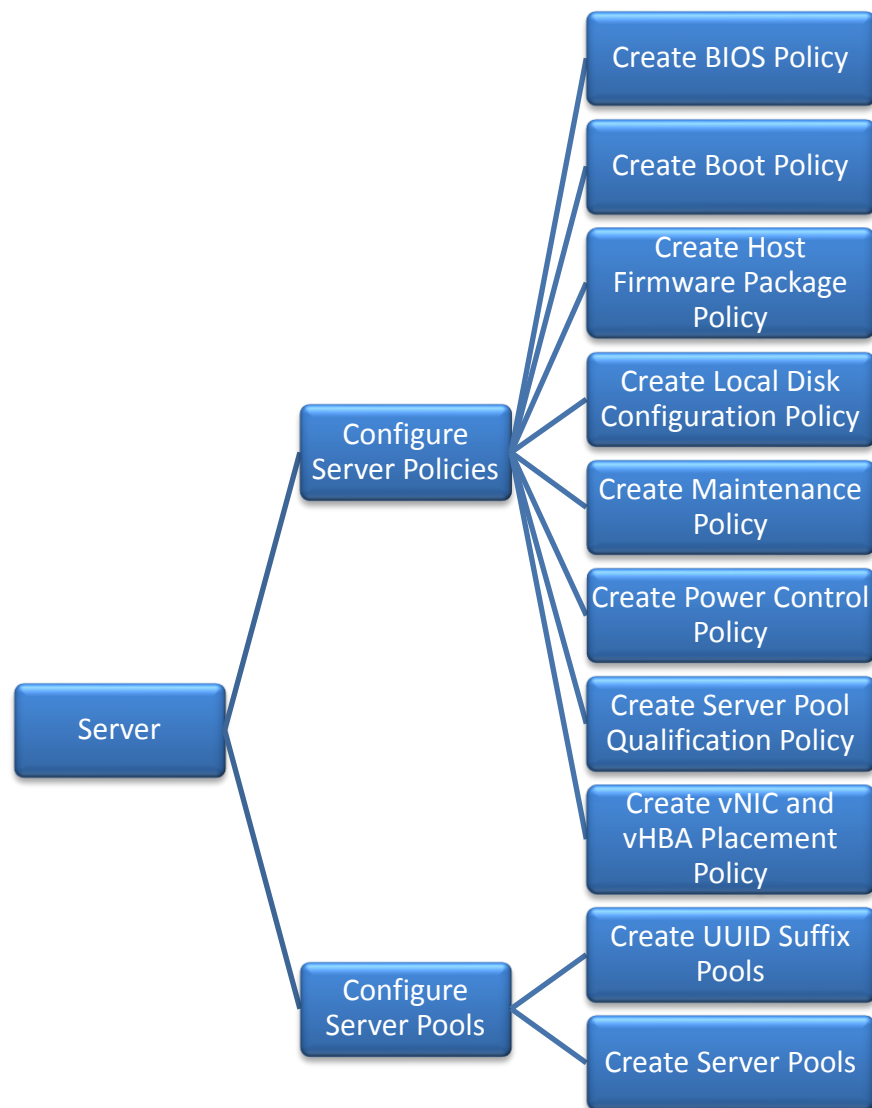 Create BIOS Policy
Create Boot Policy
Create Host
Firmware Package
Policy
Create Local Disk
Configuration Policy
Configure
Server Policies
Create Maintenance
Policy
Create Power Control
Policy
Create Server Pool
Qualification Policy
Server
Create vNIC and
vHBA Placement
Policy
Create UUID Suffix
Pools
Configure
Server Pools
Create Server Pools